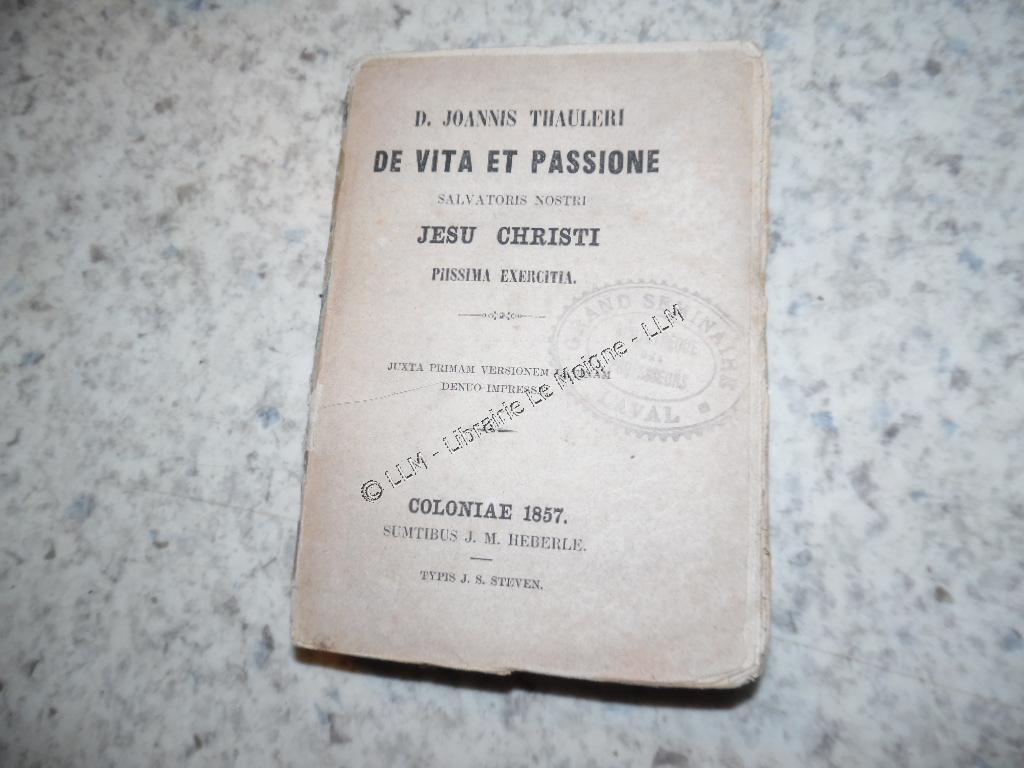 D. JOANNIS THAULERI
DE VITA ET PASSIONE
SALVATORIS NOSTRI
JESU CHRISTI
PIISSIMA EXERCITIA.
GRAND SEMINAIRE
LAVAL
JUXTA PRIMAM VERSIONEM
DENUO IMPRESSA
© LLM - Librairie Le Moigne - LLM
COLONIAE 1857.
SUMTIBUS J. M. HEBERLE.
TYPIS J. S. STEVEN.